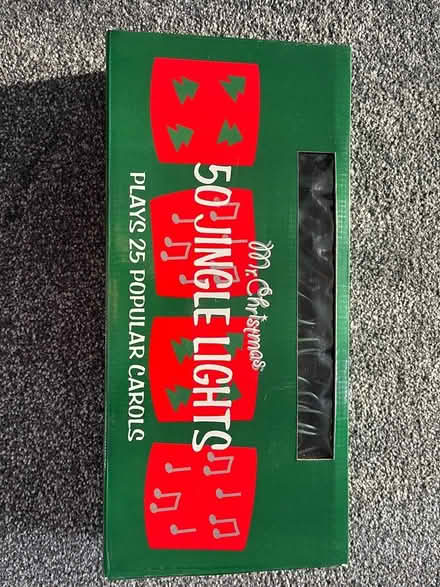 Mr. Christmas
50 JINGLE LIGHTS
PLAYS 25 POPULAR CAROLS